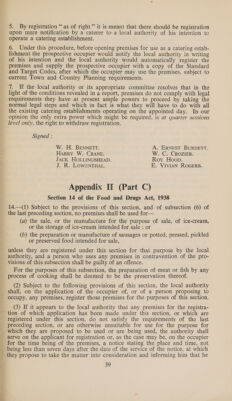 5. By registration " as of right " it is meant that there should be registration
upon mere notification by a caterer to a local authority of his intention to
operate a catering establishment.
6. Under this procedure, before opening premises for use as a catering estab-
lishment the prospective occupier would notify the local authority in writing
of his intention and the local authority would automatically register the
premises and supply the prospective occupier with a copy of the Standard
and Target Codes, after which the occupier may use the premises, subject to
current Town and Country Planning requirements.
7. If the local authority or its appropriate committee resolves that in the
light of the conditions revealed in a report, premises do not comply with legal
requirements they have at present ample powers to proceed by taking the
normal legal steps and which in fact is what they will have to do with all
the existing catering establishments operating on the appointed day. In our
opinion the only extra power which might be required, is at quarter sessions
level only, the right to withdraw registration.
Signed :
W. H. BENNETT. A. ERNEST BURDETT.
HARRY W. CRANE. W. C. CROZIER.
JACK HOLLINGSHEAD. ROY HOOD.
J. R. LOWENTHAL. E. VIVIAN ROGERS.
Appendix II (Part C)
Section 14 of the Food and Drugs Act, 1938
14.—(1) Subject to the provisions of this section, and of subsection (6) of
the last preceding section, no premises shall be used for—
(a) the sale, or the manufacture for the purpose of sale, of ice-cream,
or the storage of ice-cream intended for sale ; or
(b) the preparation or manufacture of sausages or potted, pressed, pickled
or preserved food intended for sale,
unless they are registered under this section for that purpose by the local
authority, and a person who uses any premises in contravention of the pro-
visions of this subsection shall be guilty of an offence.
For the purposes of this subsection, the preparation of meat or fish by any
process of cooking shall be deemed to be the preservation thereof.
(2) Subject to the following provisions of this section, the local authority
shall, on the application of the occupier of, or of a person proposing to
occupy, any premises, register those premises for the purposes of this section.
(3) If it appears to the local authority that any premises for the registra-
tion of which application has been made under this section, or which are
registered under this section, do not satisfy the requirements of the last
preceding section, or are otherwise unsuitable for use for the purpose for
which they are proposed to be used or are being used, the authority shall
serve on the applicant for registration or, as the case may be, on the occupier
for the time being of the premises, a notice stating the place and time, not
being less than seven days after the date of the service of the notice, at which
they propose to take the matter into consideration and informing him that he
39